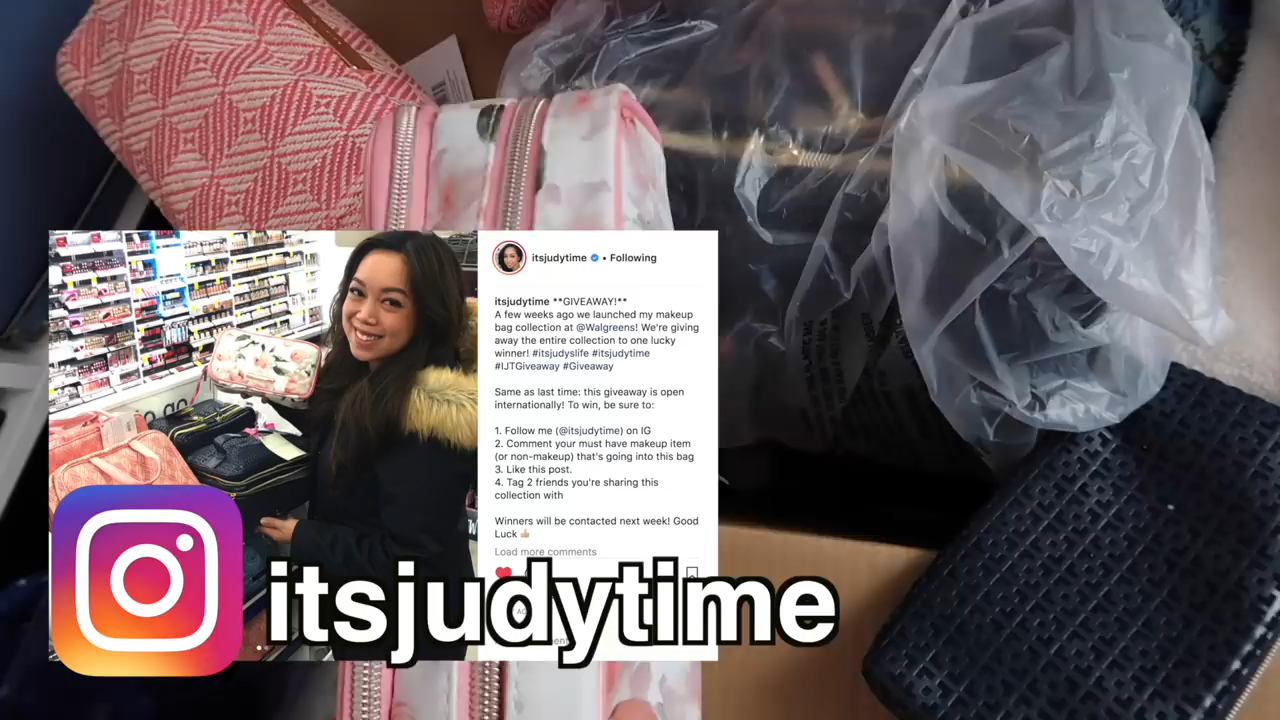 itsjudytime • Following
itsjudytime **GIVEAWAY!**
A few weeks ago we launched my makeup
bag collection at @Walgreens! We're giving
away the entire collection to one lucky
winner! #itsjudyslife #itsjudytime
#IJTGiveaway #Giveaway
Same as last time: this giveaway is open
internationally! To win, be sure to:
1. Follow me (@itsjudytime) on IG
2. Comment your must have makeup item
(or non-makeup) that's going into this bag
3. Like this post.
4. Tag 2 friends you're sharing this
collection with
Winners will be contacted next week! Good
Luck 👍🏼
Load more comments
itsjudytime